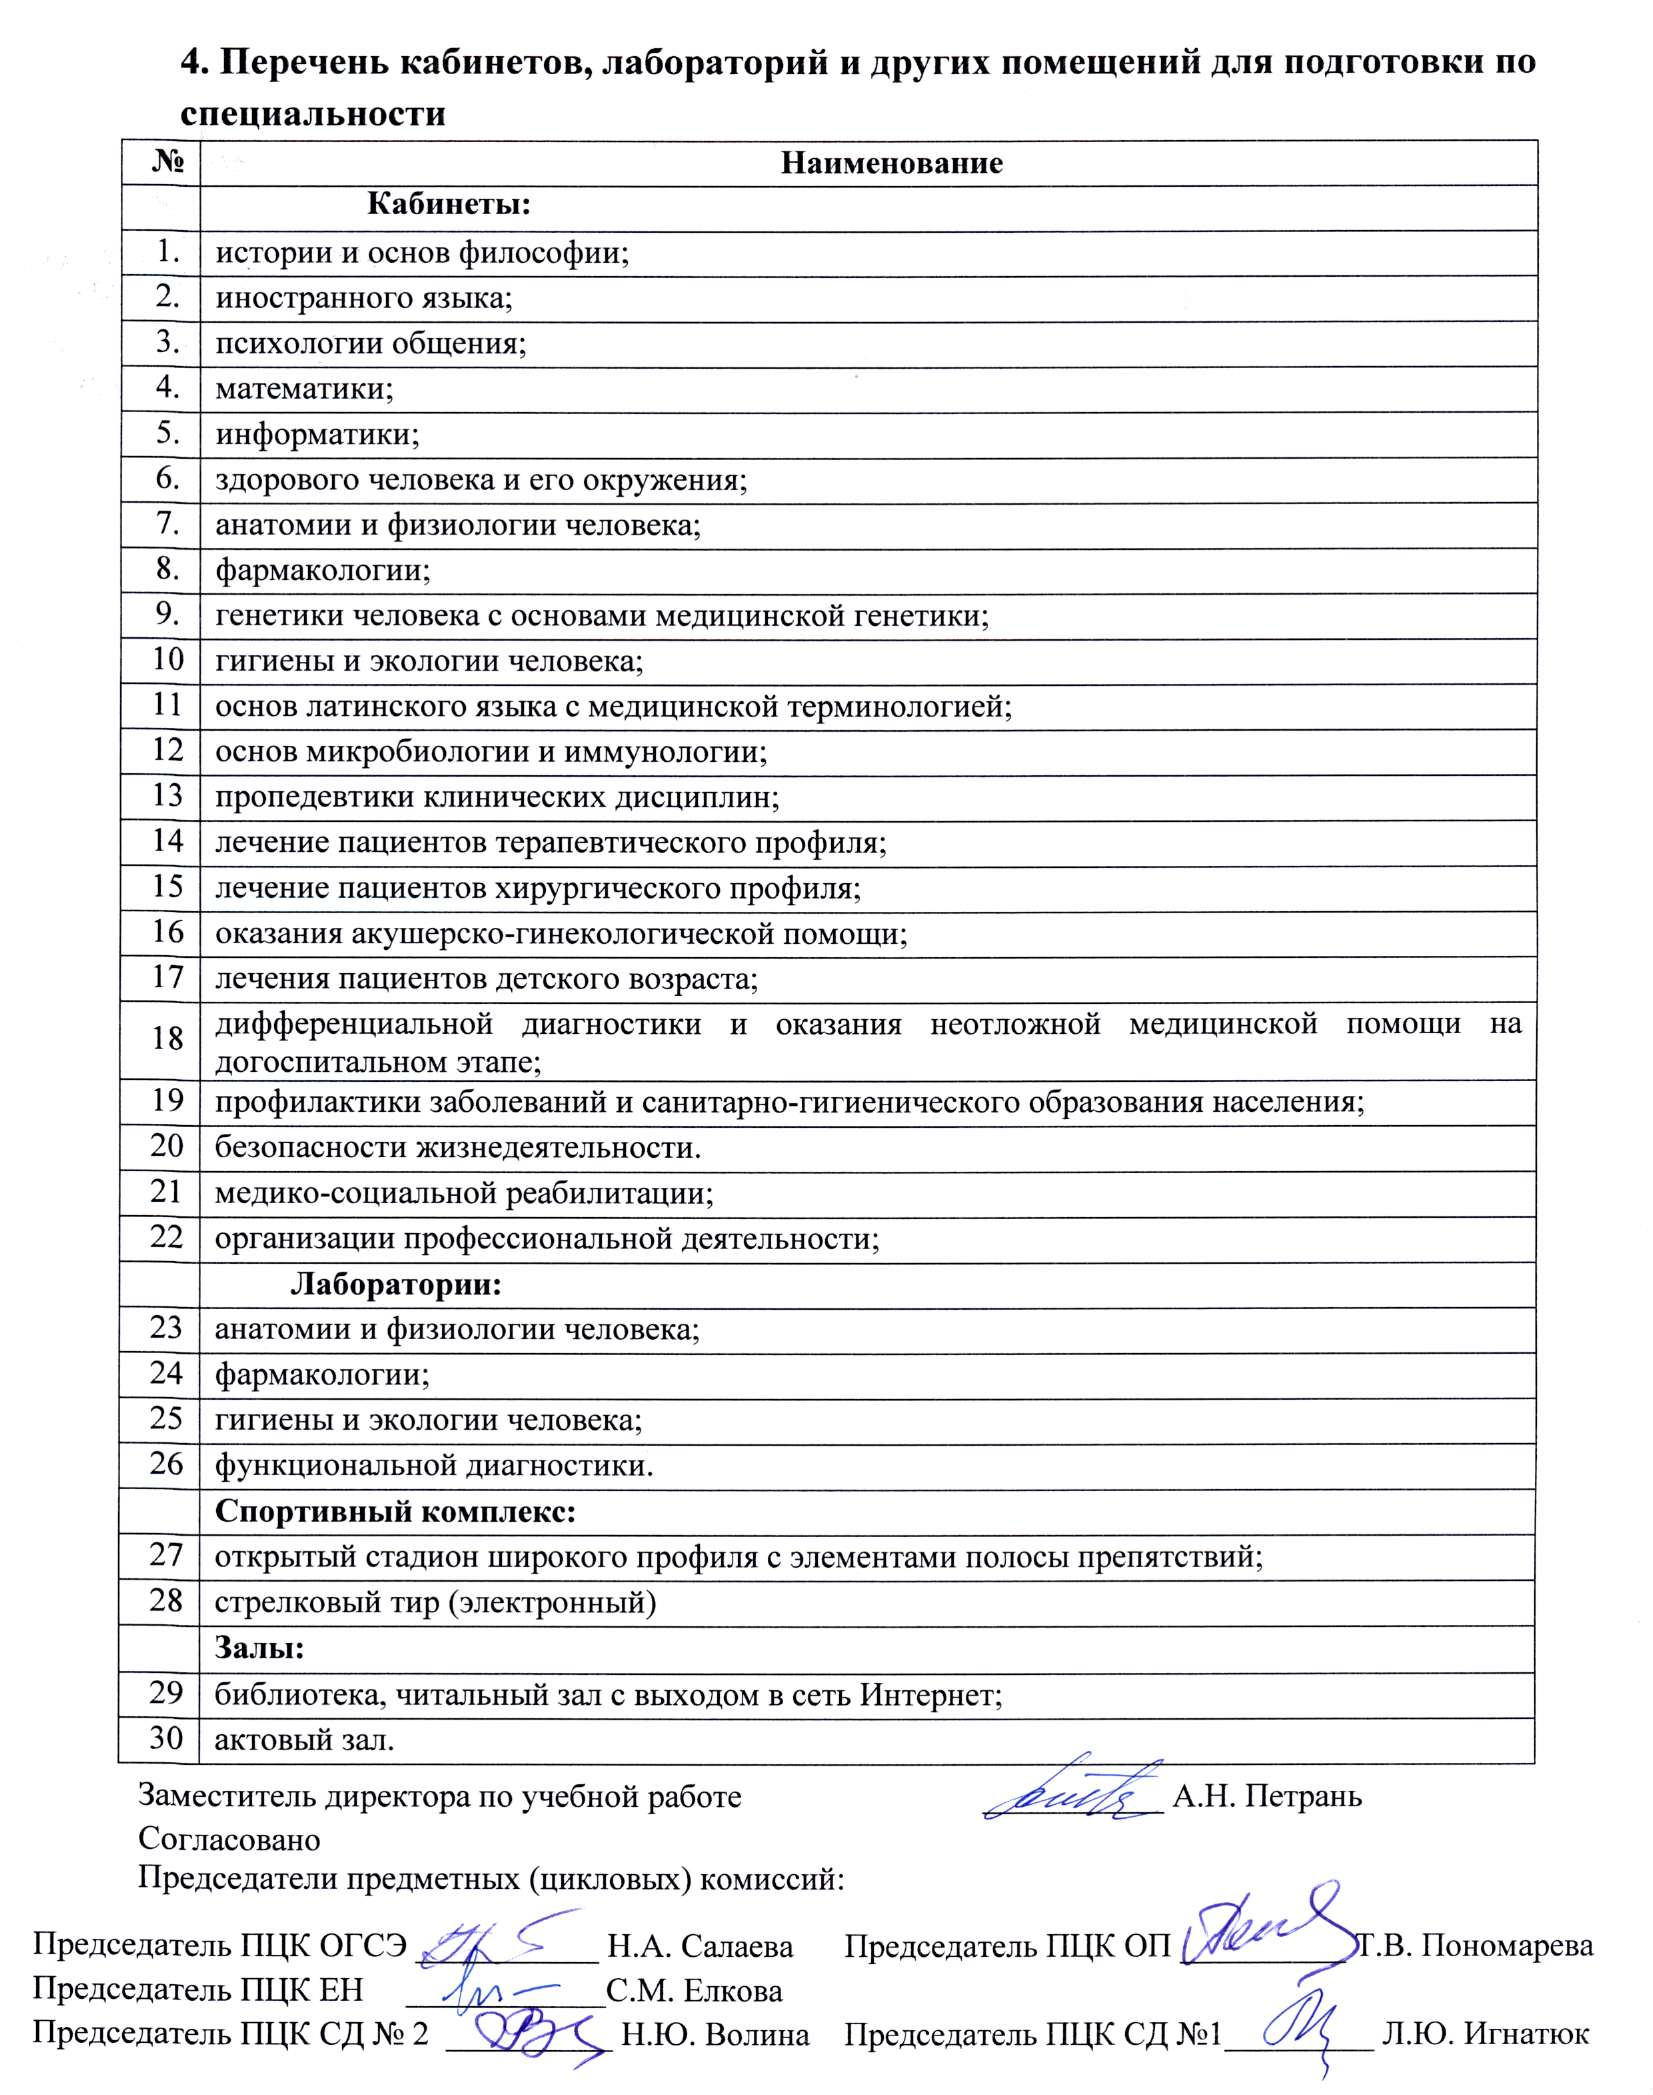 4. Перечень кабинетов, лабораторий и других помещений для подготовки по
специальности
№ Наименование
Кабинеты:
1. истории и основ философии;
2. иностранного языка;
3. психологии общения;
4. математики;
5. информатики;
6. здорового человека и его окружения;
7. анатомии и физиологии человека;
8. фармакологии;
9. генетики человека с основами медицинской генетики;
10 гигиены и экологии человека;
11 основ латинского языка с медицинской терминологией;
12 основ микробиологии и иммунологии;
13 пропедевтики клинических дисциплин;
14 лечение пациентов терапевтического профиля;
15 лечение пациентов хирургического профиля;
16 оказания акушерско-гинекологической помощи;
17 лечения пациентов детского возраста;
18 дифференциальной диагностики и оказания неотложной медицинской помощи на
догоспитальном этапе;
19 профилактики заболеваний и санитарно-гигиенического образования населения;
20 безопасности жизнедеятельности.
21 медико-социальной реабилитации;
22 организации профессиональной деятельности;
Лаборатории:
23 анатомии и физиологии человека;
24 фармакологии;
25 гигиены и экологии человека;
26 функциональной диагностики.
Спортивный комплекс:
27 открытый стадион широкого профиля с элементами полосы препятствий;
28 стрелковый тир (электронный)
Залы:
29 библиотека, читальный зал с выходом в сеть Интернет;
30 актовый зал.
Заместитель директора по учебной работе А.Н. Петрань
Согласовано
Председатели предметных (цикловых) комиссий:
Председатель ПЦК ОГСЭ Н.А. Салаева Председатель ПЦК ОП Т.В. Пономарева
Председатель ПЦК ЕН С.М. Елкова
Председатель ПЦК СД № 2 Н.Ю. Волина Председатель ПЦК СД №1 Л.Ю. Игнатюк